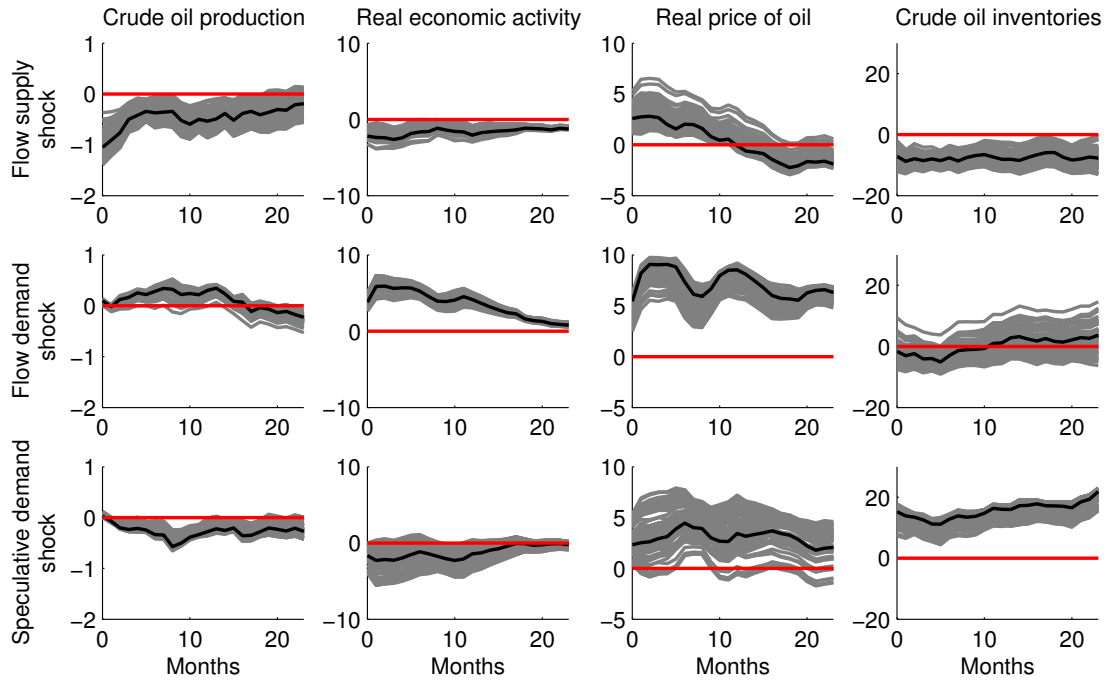 Crude oil production Real economic activity Real price of oil Crude oil inventories
Flow supply
shock
1
0
−1
−2
0 10 20
10
0
−10
0 10 20
10
5
0
−5
0 10 20
20
0
−20
0 10 20
Flow demand
shock
1
0
−1
−2
0 10 20
10
0
−10
0 10 20
10
5
0
−5
0 10 20
20
0
−20
0 10 20
Speculative demand
shock
1
0
−1
−2
0 10 20
Months
10
0
−10
0 10 20
Months
10
5
0
−5
0 10 20
Months
20
0
−20
0 10 20
Months